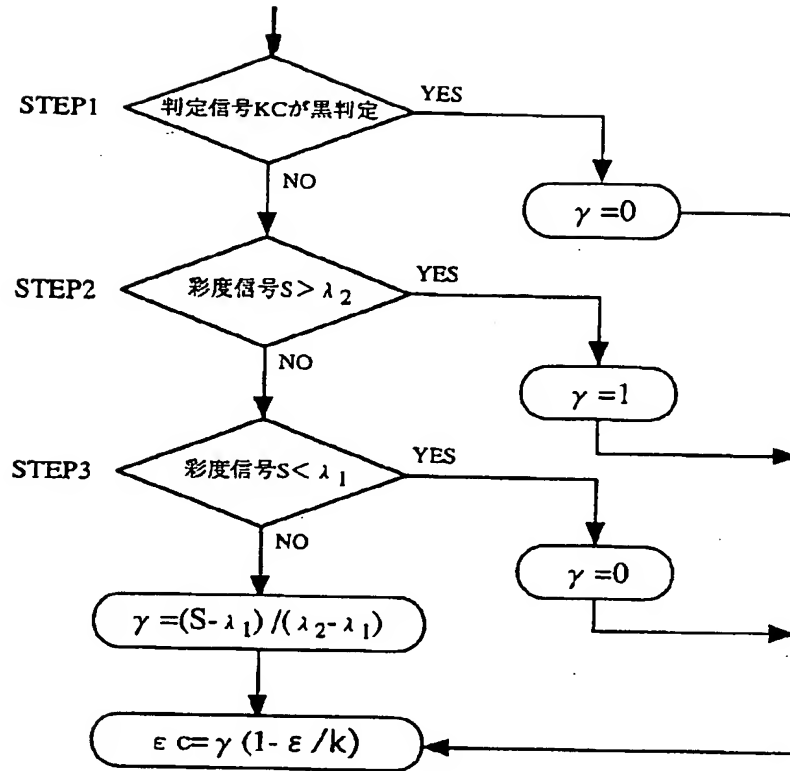 STEP1
判定信号KCが黒判定
YES
NO
γ=0
STEP2
彩度信号S>λ2
YES
NO
γ=1
STEP3
彩度信号S<λ1
YES
NO
γ=0
γ=(S-λ1)/(λ2-λ1)
εc=γ(1-ε/k)